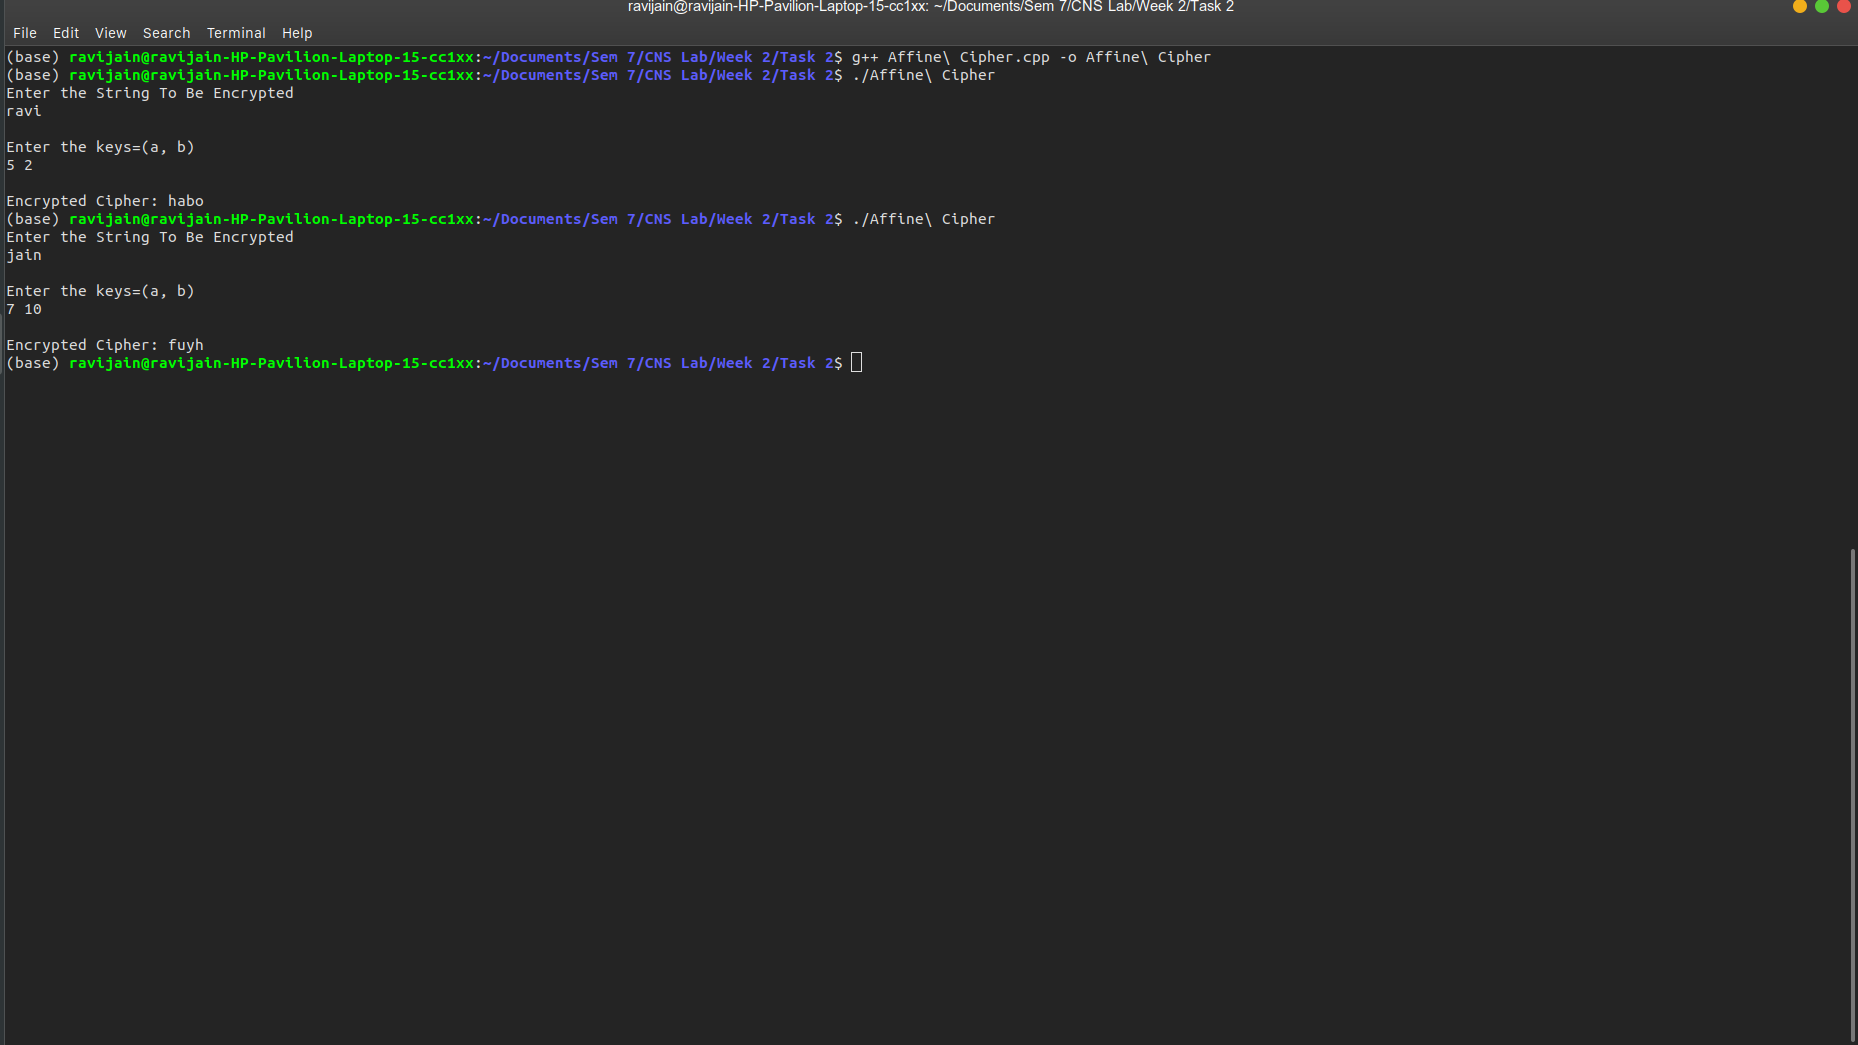 ravijain@ravijain-HP-Pavilion-Laptop-15-cc1xx: ~/Documents/Sem 7/CNS Lab/Week 2/Task 2
File Edit View Search Terminal Help
(base) ravijain@ravijain-HP-Pavilion-Laptop-15-cc1xx:~/Documents/Sem 7/CNS Lab/Week 2/Task 2$ g++ Affine\ Cipher.cpp -o Affine\ Cipher
(base) ravijain@ravijain-HP-Pavilion-Laptop-15-cc1xx:~/Documents/Sem 7/CNS Lab/Week 2/Task 2$ ./Affine\ Cipher
Enter the String To Be Encrypted
ravi
Enter the keys=(a, b)
5 2
Encrypted Cipher: habo
(base) ravijain@ravijain-HP-Pavilion-Laptop-15-cc1xx:~/Documents/Sem 7/CNS Lab/Week 2/Task 2$ ./Affine\ Cipher
Enter the String To Be Encrypted
jain
Enter the keys=(a, b)
7 10
Encrypted Cipher: fuyh
(base) ravijain@ravijain-HP-Pavilion-Laptop-15-cc1xx:~/Documents/Sem 7/CNS Lab/Week 2/Task 2$